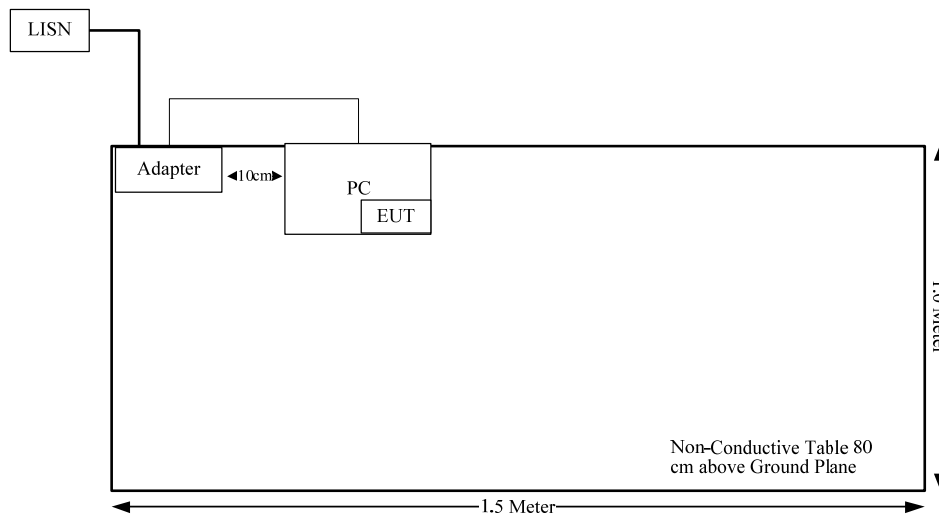 LISN
Adapter
10cm
PC
EUT
Non-Conductive Table 80
cm above Ground Plane
1.5 Meter